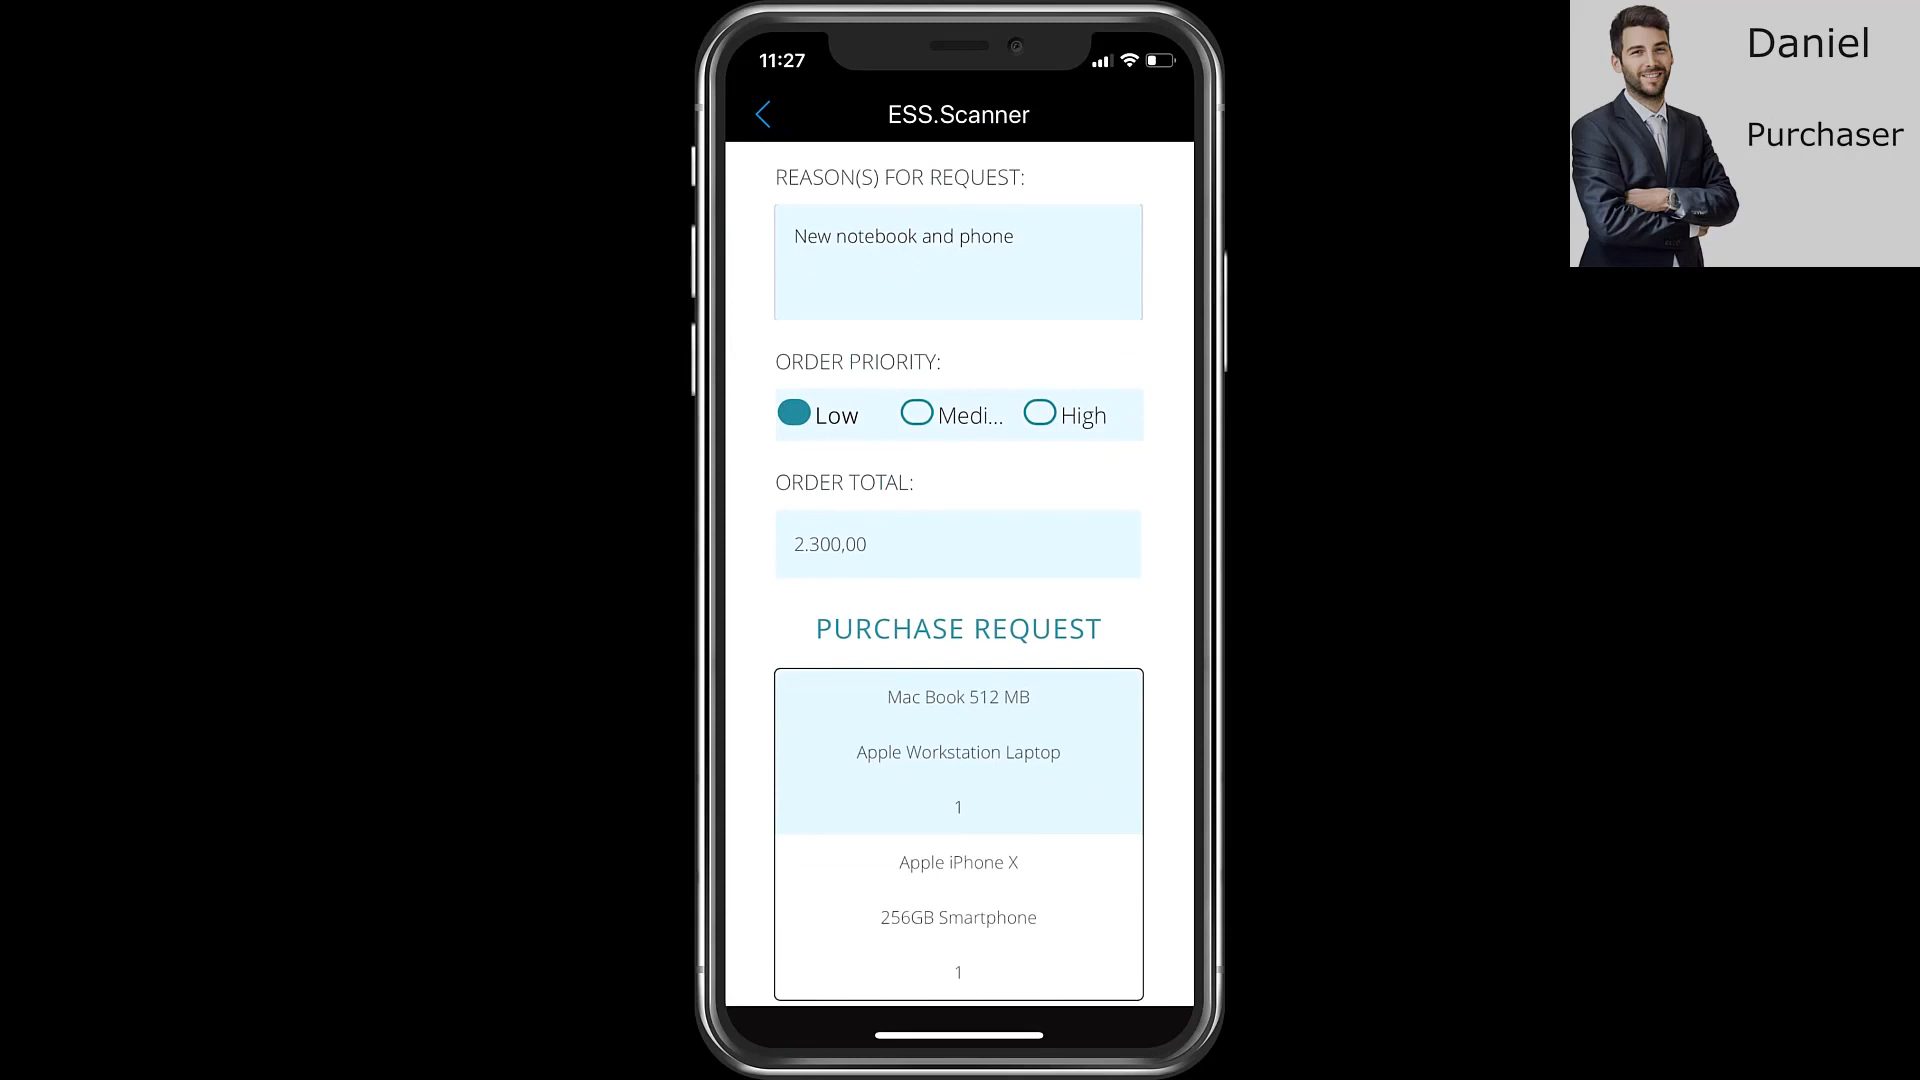 11:27
ESS.Scanner
REASON(S) FOR REQUEST:
New notebook and phone
ORDER PRIORITY:
Low Medi... High
ORDER TOTAL:
2.300,00
PURCHASE REQUEST
Mac Book 512 MB
Apple Workstation Laptop
1
Apple iPhone X
256GB Smartphone
1
Daniel
Purchaser